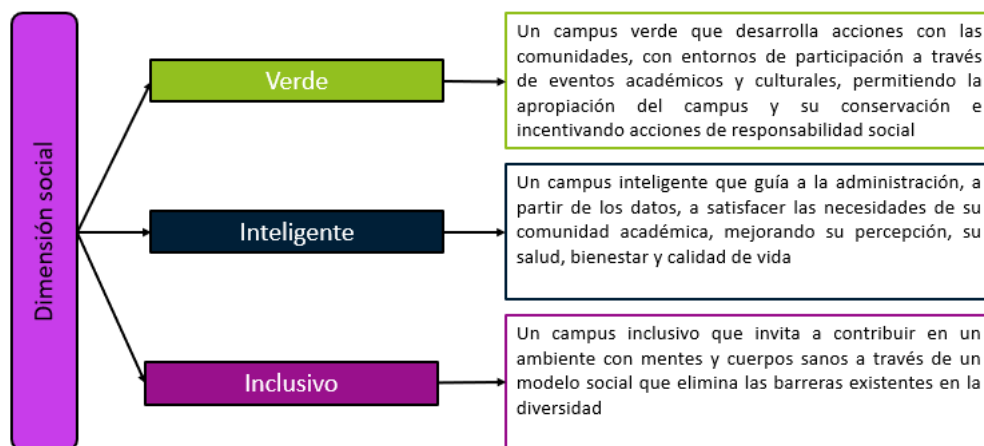 Dimensión social
Verde
Un campus verde que desarrolla acciones con las
comunidades, con entornos de participación a través
de eventos académicos y culturales, permitiendo la
apropiación del campus y su conservación e
incentivando acciones de responsabilidad social
Inteligente
Un campus inteligente que guía a la administración, a
partir de los datos, a satisfacer las necesidades de su
comunidad académica, mejorando su percepción, su
salud, bienestar y calidad de vida
Inclusivo
Un campus inclusivo que invita a contribuir en un
ambiente con mentes y cuerpos sanos a través de un
modelo social que elimina las barreras existentes en la
diversidad